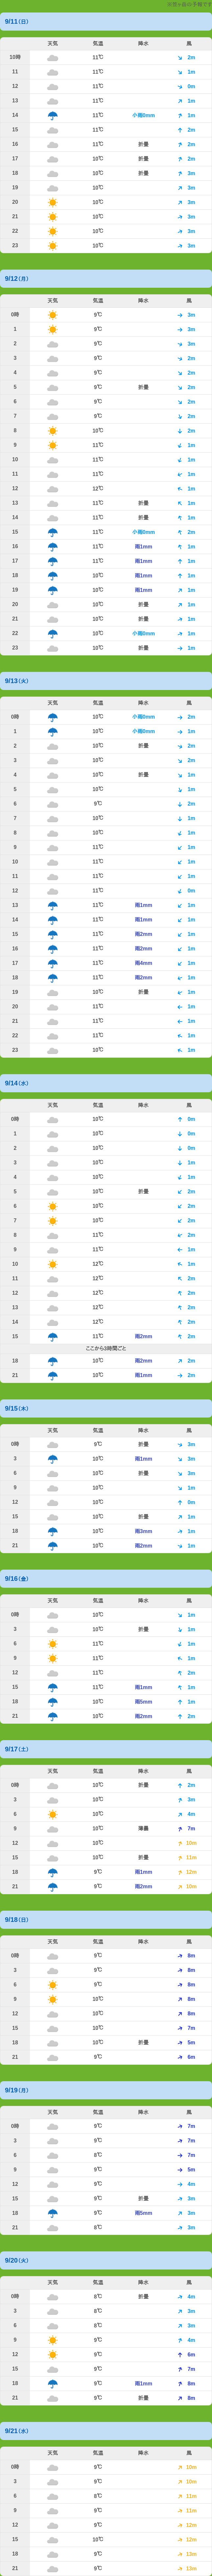 9/11(日)
天気 気温 降水 風
10時 11℃ 2m
11 11℃ 1m
12 11℃ 0m
13 11℃ 1m
14 11℃ 小雨0mm 1m
15 11℃ 2m
16 11℃ 折曇 2m
17 10℃ 折曇 2m
18 10℃ 折曇 3m
19 10℃ 3m
20 10℃ 3m
21 10℃ 3m
22 10℃ 3m
23 10℃ 3m
9/12(月)
天気 気温 降水 風
0時 9℃ 3m
1 9℃ 3m
2 9℃ 3m
3 9℃ 2m
4 9℃ 2m
5 9℃ 折曇 2m
6 9℃ 2m
7 9℃ 2m
8 10℃ 2m
9 11℃ 1m
10 11℃ 1m
11 11℃ 1m
12 12℃ 1m
13 11℃ 折曇 1m
14 11℃ 折曇 1m
15 11℃ 小雨0mm 2m
16 10℃ 雨1mm 1m
17 11℃ 雨1mm 1m
18 10℃ 雨1mm 1m
19 10℃ 雨1mm 1m
20 10℃ 折曇 1m
21 10℃ 折曇 1m
22 10℃ 小雨0mm 1m
23 10℃ 折曇 1m
9/13(火)
天気 気温 降水 風
0時 10℃ 小雨0mm 2m
1 10℃ 小雨0mm 1m
2 10℃ 折曇 2m
3 10℃ 2m
4 10℃ 折曇 1m
5 10℃ 1m
6 9℃ 2m
7 10℃ 1m
8 10℃ 1m
9 11℃ 1m
10 11℃ 1m
11 11℃ 1m
12 11℃ 0m
13 11℃ 雨1mm 1m
14 11℃ 雨1mm 1m
15 11℃ 雨2mm 1m
16 11℃ 雨2mm 1m
17 11℃ 雨4mm 1m
18 11℃ 雨2mm 1m
19 10℃ 折曇 1m
20 11℃ 1m
21 11℃ 1m
22 11℃ 1m
23 10℃ 1m
9/14(水)
天気 気温 降水 風
0時 10℃ 0m
1 10℃ 0m
2 10℃ 0m
3 10℃ 1m
4 10℃ 1m
5 10℃ 折曇 2m
6 10℃ 2m
7 10℃ 2m
8 11℃ 2m
9 11℃ 1m
10 12℃ 1m
11 12℃ 2m
12 12℃ 2m
13 12℃ 2m
14 12℃ 2m
15 11℃ 雨2mm 2m
ここから3時間ごと
18 10℃ 雨2mm 2m
21 10℃ 雨1mm 2m
9/15(木)
天気 気温 降水 風
0時 9℃ 折曇 3m
3 10℃ 雨1mm 3m
6 10℃ 折曇 3m
9 10℃ 1m
12 10℃ 0m
15 10℃ 折曇 1m
18 10℃ 雨3mm 1m
21 10℃ 雨2mm 1m
9/16(金)
天気 気温 降水 風
0時 10℃ 1m
3 10℃ 折曇 1m
6 11℃ 1m
9 11℃ 1m
12 11℃ 2m
15 11℃ 雨1mm 1m
18 10℃ 雨5mm 1m
21 10℃ 雨2mm 2m
9/17(土)
天気 気温 降水 風
0時 10℃ 折曇 2m
3 10℃ 3m
6 10℃ 4m
9 10℃ 薄曇 7m
12 10℃ 10m
15 10℃ 折曇 11m
18 9℃ 雨1mm 12m
21 9℃ 雨2mm 10m
9/18(日)
天気 気温 降水 風
0時 9℃ 8m
3 9℃ 8m
6 9℃ 8m
9 10℃ 8m
12 10℃ 8m
15 10℃ 7m
18 10℃ 折曇 5m
21 9℃ 6m
9/19(月)
天気 気温 降水 風
0時 9℃ 7m
3 9℃ 7m
6 8℃ 7m
9 9℃ 5m
12 9℃ 4m
15 9℃ 折曇 3m
18 9℃ 雨5mm 3m
21 8℃ 3m
9/20(火)
天気 気温 降水 風
0時 8℃ 折曇 4m
3 8℃ 3m
6 8℃ 3m
9 9℃ 4m
12 9℃ 6m
15 9℃ 7m
18 9℃ 雨1mm 8m
21 9℃ 折曇 8m
9/21(水)
天気 気温 降水 風
0時 9℃ 10m
3 9℃ 10m
6 8℃ 11m
9 9℃ 11m
12 9℃ 12m
15 10℃ 12m
18 9℃ 13m
21 9℃ 13m